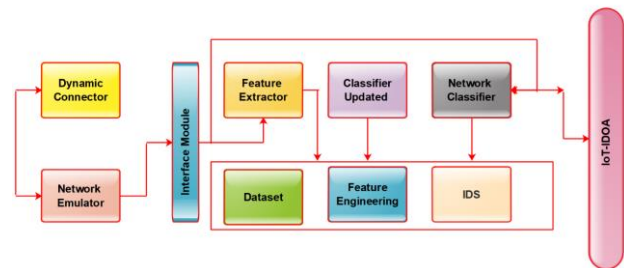 Dynamic
Connector
Network
Emulator
Interface Module
Feature
Extractor
Classifier
Updated
Network
Classifier
Dataset
Feature
Engineering
IDS
IoT-IDOA